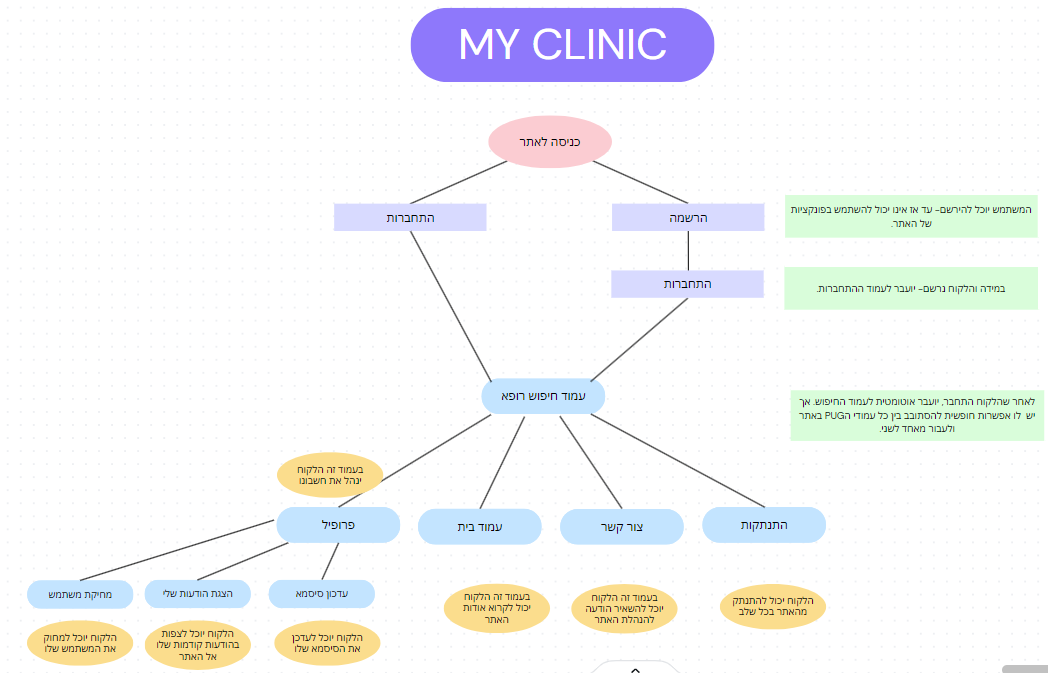 MY CLINIC
כניסה לאתר
התחברות
הרשמה
המשתמש יוכל להירשם- עד אז אינו יכול להשתמש בפונקציות
של האתר.
התחברות
במידה והלקוח נרשם- יועבר לעמוד ההתחברות.
עמוד חיפוש רופא
לאחר שהלקוח התחבר, יועבר אוטומטית לעמוד החיפוש. אך
יש לו אפשרות חופשית להסתובב בין כל עמודי הPUG באתר
ולעבור מאחד לשני.
בעמוד זה הלקוח
ינהל את חשבונו
פרופיל
עמוד בית
צור קשר
התנתקות
מחיקת משתמש
הצגת הודעות שלי
עדכון סיסמא
בעמוד זה הלקוח
יכול לקרוא אודות
האתר
בעמוד זה הלקוח
יוכל להשאיר הודעה
להנהלת האתר
הלקוח יכול להתנתק
מהאתר בכל שלב
הלקוח יוכל למחוק
את המשתמש שלו
הלקוח יוכל לצפות
בהודעות קודמות שלו
אל האתר
הלקוח יוכל לעדכן
את הסיסמא שלו